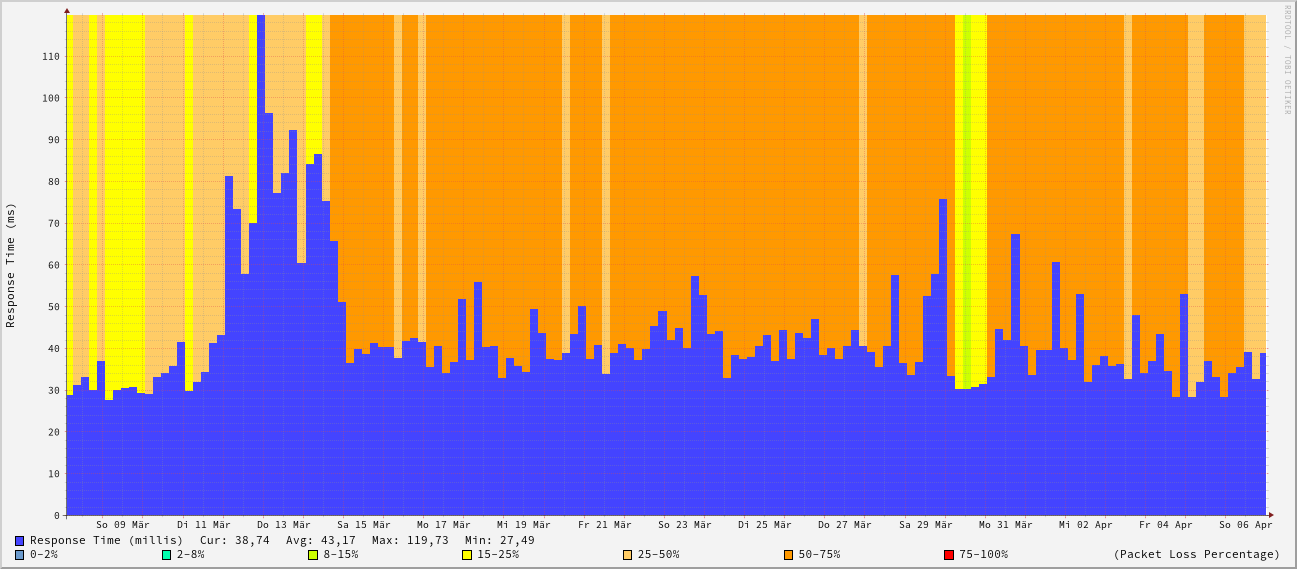 RRDTOOL / TOBI OETIKER
Response Time (ms)
110
100
90
80
70
60
50
40
30
20
10
0
So 09 Mär Di 11 Mär Do 13 Mär Sa 15 Mär Mo 17 Mär Mi 19 Mär Fr 21 Mär So 23 Mär Di 25 Mär Do 27 Mär Sa 29 Mär Mo 31 Mär Mi 02 Apr Fr 04 Apr So 06 Apr
Response Time (millis) Cur: 38,74 Avg: 43,17 Max: 119,73 Min: 27,49
0-2% 2-8% 8-15% 15-25% 25-50% 50-75% 75-100% (Packet Loss Percentage)